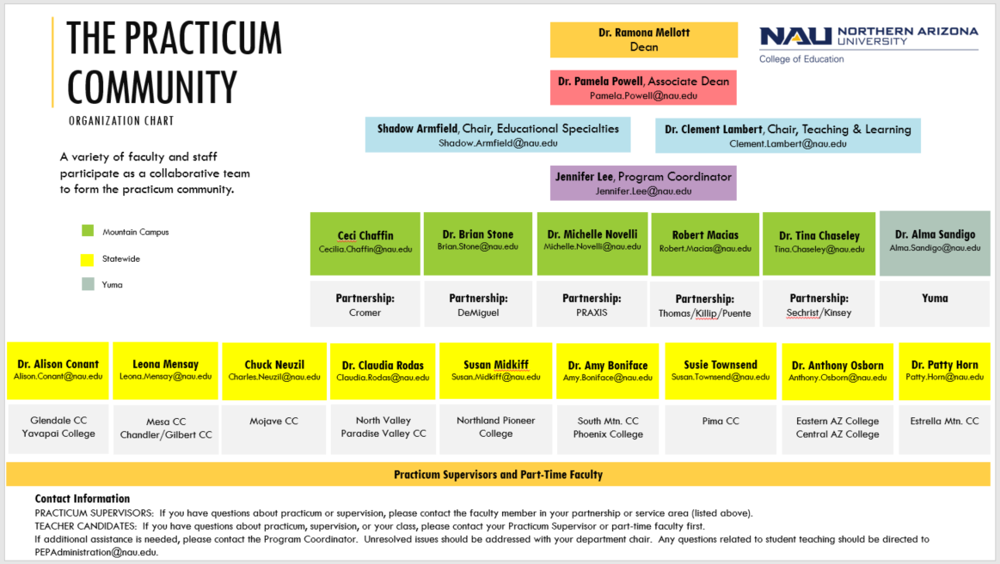 THE PRACTICUM
COMMUNITY
ORGANIZATION CHART
A variety of faculty and staff
participate as a collaborative team
to form the practicum community.
Mountain Campus
Statewide
Yuma
Dr. Ramona Mellott
Dean
NAU NORTHERN ARIZONA
UNIVERSITY
College of Education
Dr. Pamela Powell, Associate Dean
Pamela.Powell@nau.edu
Shadow Armfield, Chair, Educational Specialties
Shadow.Armfield@nau.edu
Dr. Clement Lambert, Chair, Teaching & Learning
Clement.Lambert@nau.edu
Jennifer Lee, Program Coordinator
Jennifer.Lee@nau.edu
Ceci Chaffin
Cecilia.Chaffin@nau.edu
Partnership:
Cromer
Dr. Brian Stone
Brian.Stone@nau.edu
Partnership:
DeMiguel
Dr. Michelle Novelli
Michelle.Novelli@nau.edu
Partnership:
PRAXIS
Robert Macias
Robert.Macias@nau.edu
Partnership:
Thomas/Killip/Puente
Dr. Tina Chaseley
Tina.Chaseley@nau.edu
Partnership:
Sechrist/Kinsey
Dr. Alma Sandigo
Alma.Sandigo@nau.edu
Yuma
Dr. Alison Conant
Alison.Conant@nau.edu
Glendale CC
Yavapai College
Leona Mensay
Leona.Mensay@nau.edu
Mesa CC
Chandler/Gilbert CC
Chuck Neuzil
Charles.Neuzil@nau.edu
Mojave CC
Dr. Claudia Rodas
Claudia.Rodas@nau.edu
North Valley
Paradise Valley CC
Susan Midkiff
Susan.Midkiff@nau.edu
Northland Pioneer
College
Dr. Amy Boniface
Amy.Boniface@nau.edu
South Mtn. CC
Phoenix College
Susie Townsend
Susan.Townsend@nau.edu
Pima CC
Dr. Anthony Osborn
Anthony.Osborn@nau.edu
Eastern AZ College
Central AZ College
Dr. Patty Horn
Patty.Horn@nau.edu
Estrella Mtn. CC
Practicum Supervisors and Part-Time Faculty
Contact Information
PRACTICUM SUPERVISORS: If you have questions about practicum or supervision, please contact the faculty member in your partnership or service area (listed above).
TEACHER CANDIDATES: If you have questions about practicum, supervision, or your class, please contact your Practicum Supervisor or part-time faculty first.
If additional assistance is needed, please contact the Program Coordinator. Unresolved issues should be addressed with your department chair. Any questions related to student teaching should be directed to
PEPAdministration@nau.edu.